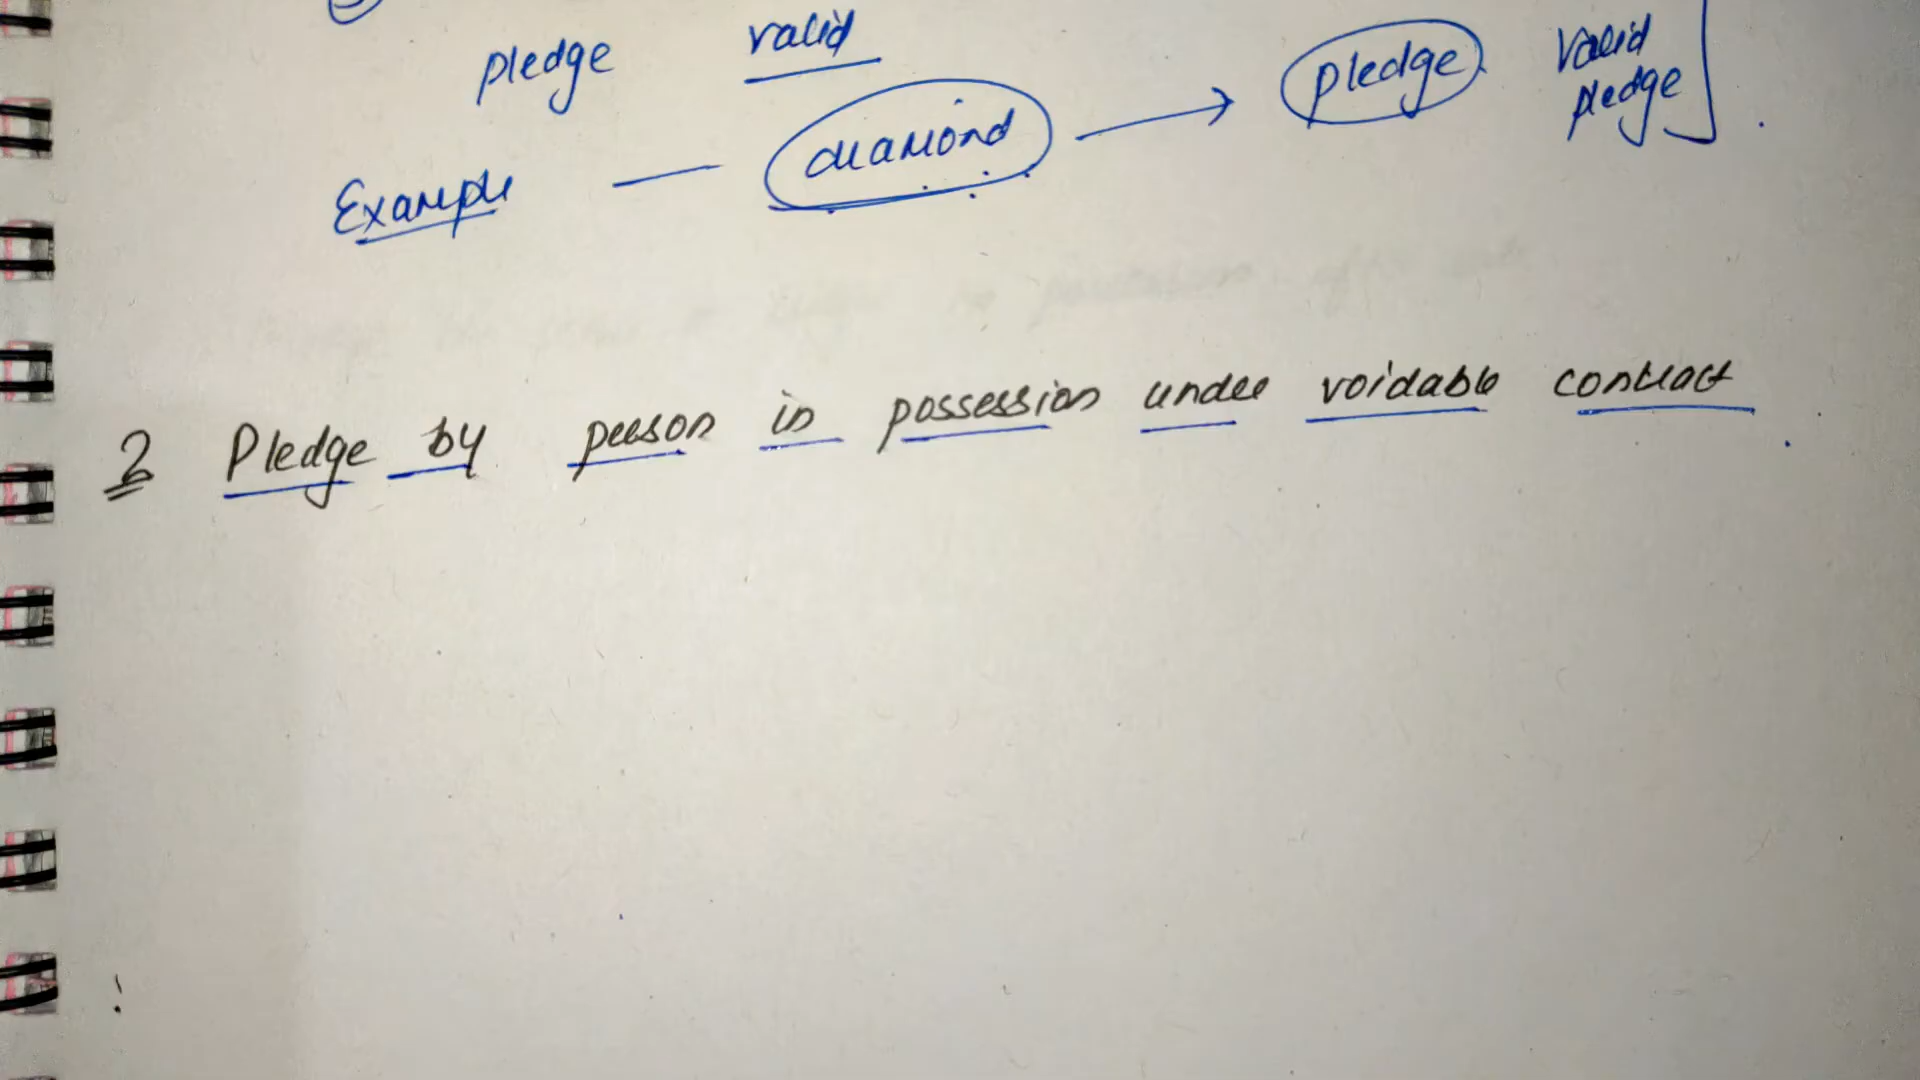 pledge valid
Example — diamond → pledge valid pledge
2 Pledge by person in possession under voidable contract